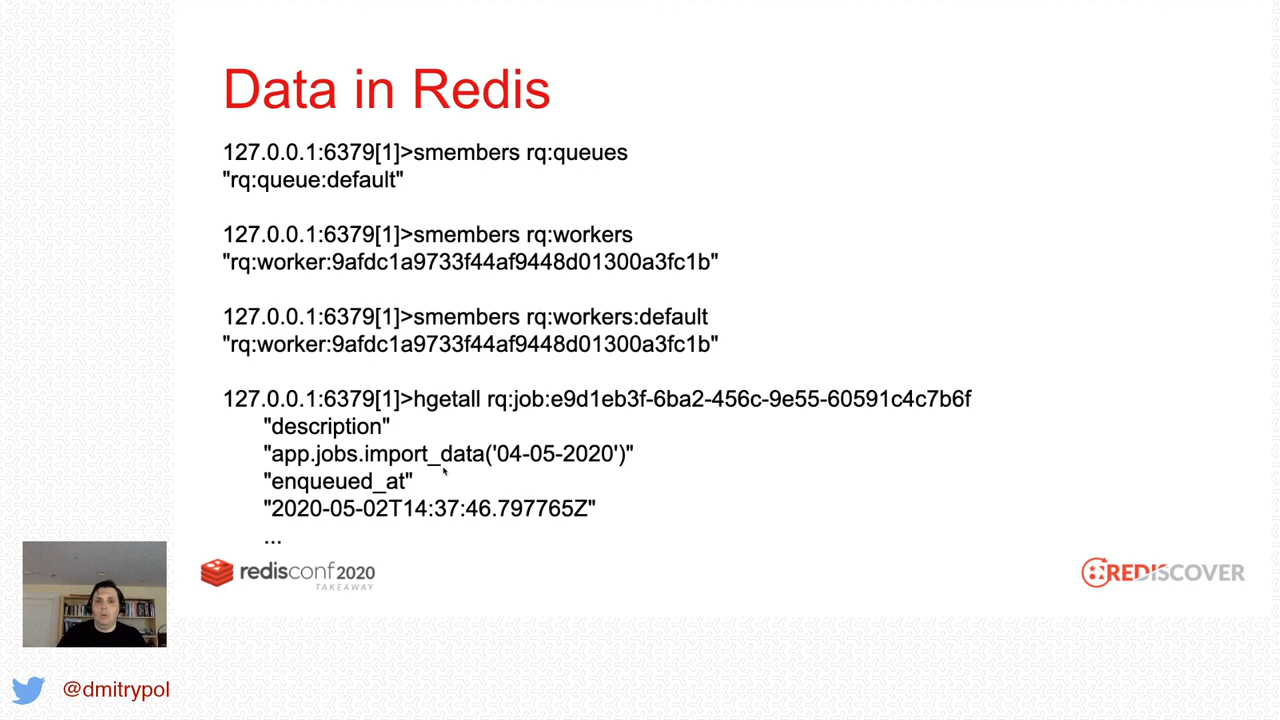 Data in Redis
127.0.0.1:6379[1]>smembers rq:queues
"rq:queue:default"
127.0.0.1:6379[1]>smembers rq:workers
"rq:worker:9afdc1a9733f44af9448d01300a3fc1b"
127.0.0.1:6379[1]>smembers rq:workers:default
"rq:worker:9afdc1a9733f44af9448d01300a3fc1b"
127.0.0.1:6379[1]>hgetall rq:job:e9d1eb3f-6ba2-456c-9e55-60591c4c7b6f
"description"
"app.jobs.import_data('04-05-2020')"
"enqueued_at"
"2020-05-02T14:37:46.797765Z"
...
redisconf 2020
TAKEAWAY
REDISCOVER
@dmitrypol